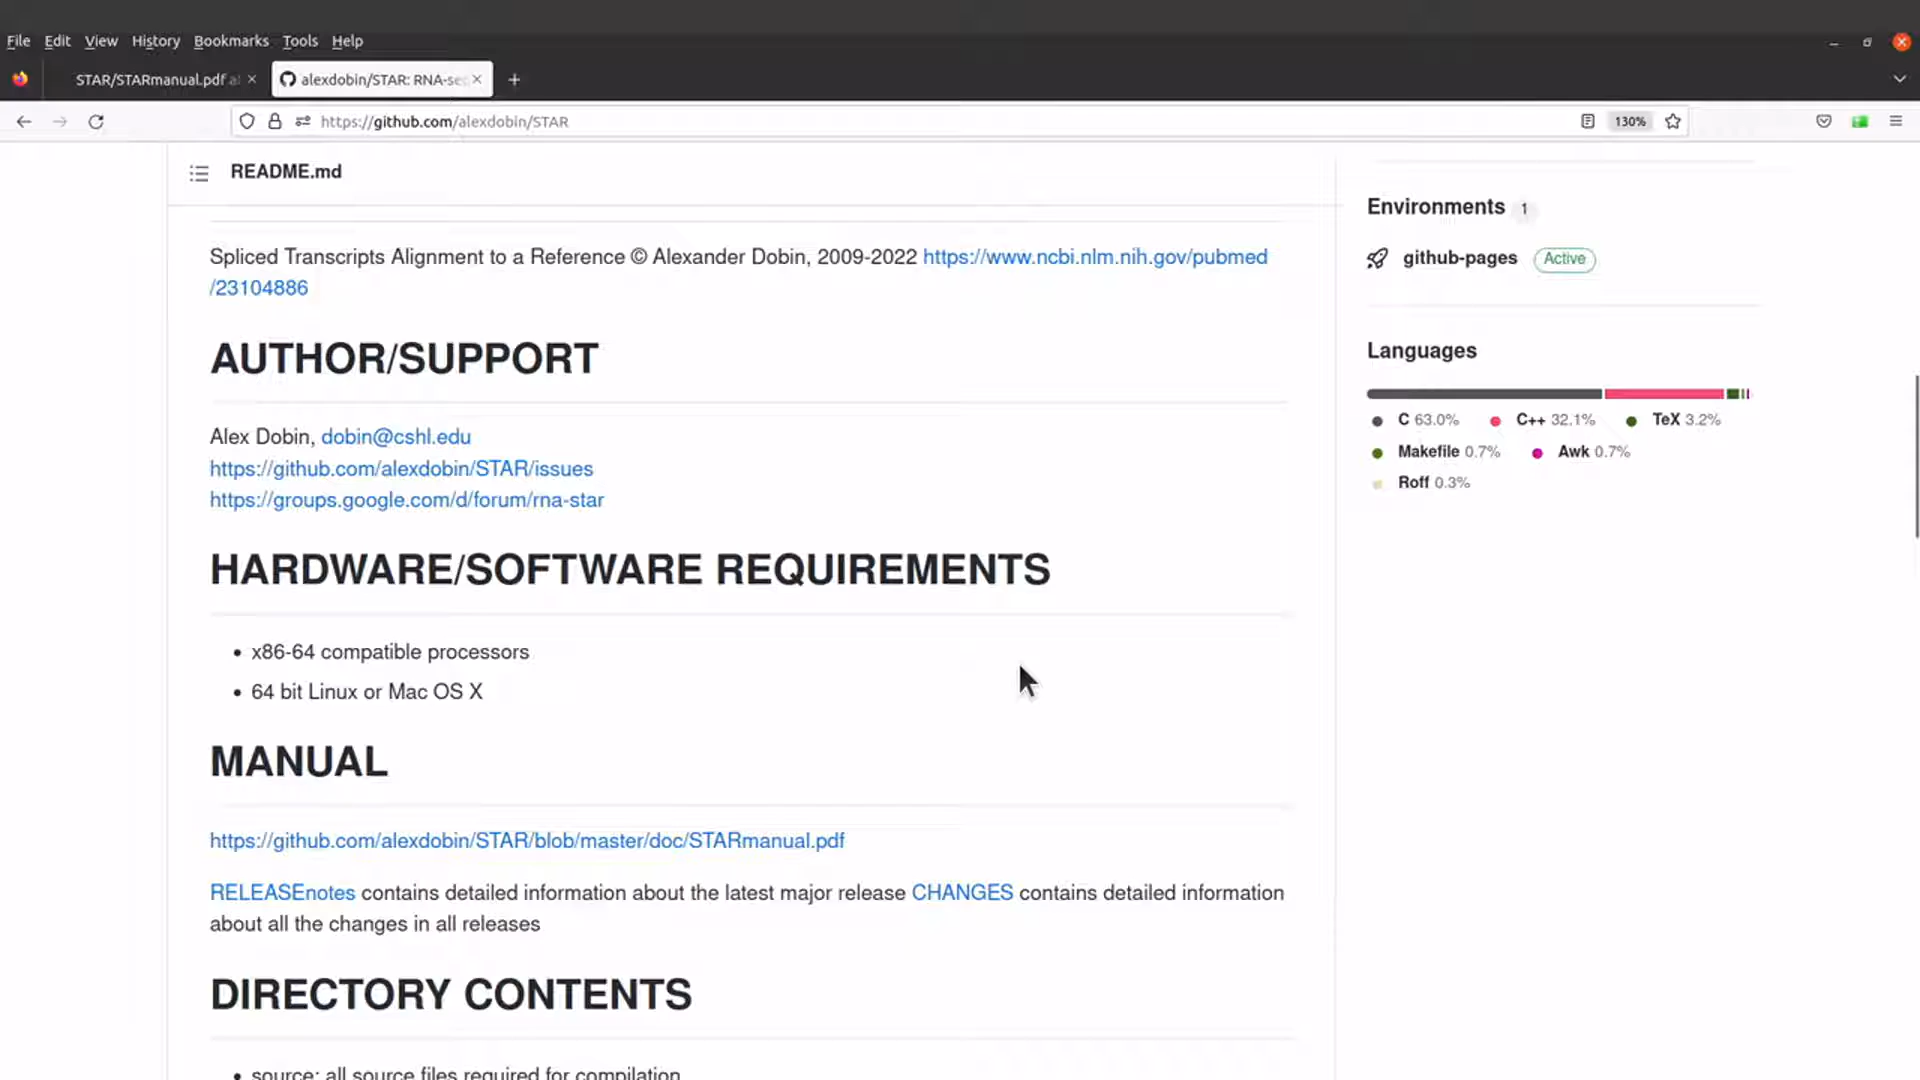 File Edit View History Bookmarks Tools Help
STAR/STARmanual.pdf a
alexdobin/STAR: RNA-se
https://github.com/alexdobin/STAR
130%
README.md
Spliced Transcripts Alignment to a Reference © Alexander Dobin, 2009-2022 https://www.ncbi.nlm.nih.gov/pubmed
/23104886
AUTHOR/SUPPORT
Alex Dobin, dobin@cshl.edu
https://github.com/alexdobin/STAR/issues
https://groups.google.com/d/forum/rna-star
HARDWARE/SOFTWARE REQUIREMENTS
• x86-64 compatible processors
• 64 bit Linux or Mac OS X
MANUAL
https://github.com/alexdobin/STAR/blob/master/doc/STARmanual.pdf
RELEASEnotes contains detailed information about the latest major release CHANGES contains detailed information
about all the changes in all releases
DIRECTORY CONTENTS
• source: all source files required for compilation
Environments 1
github-pages Active
Languages
C 63.0% C++ 32.1% TeX 3.2%
Makefile 0.7% Awk 0.7%
Roff 0.3%